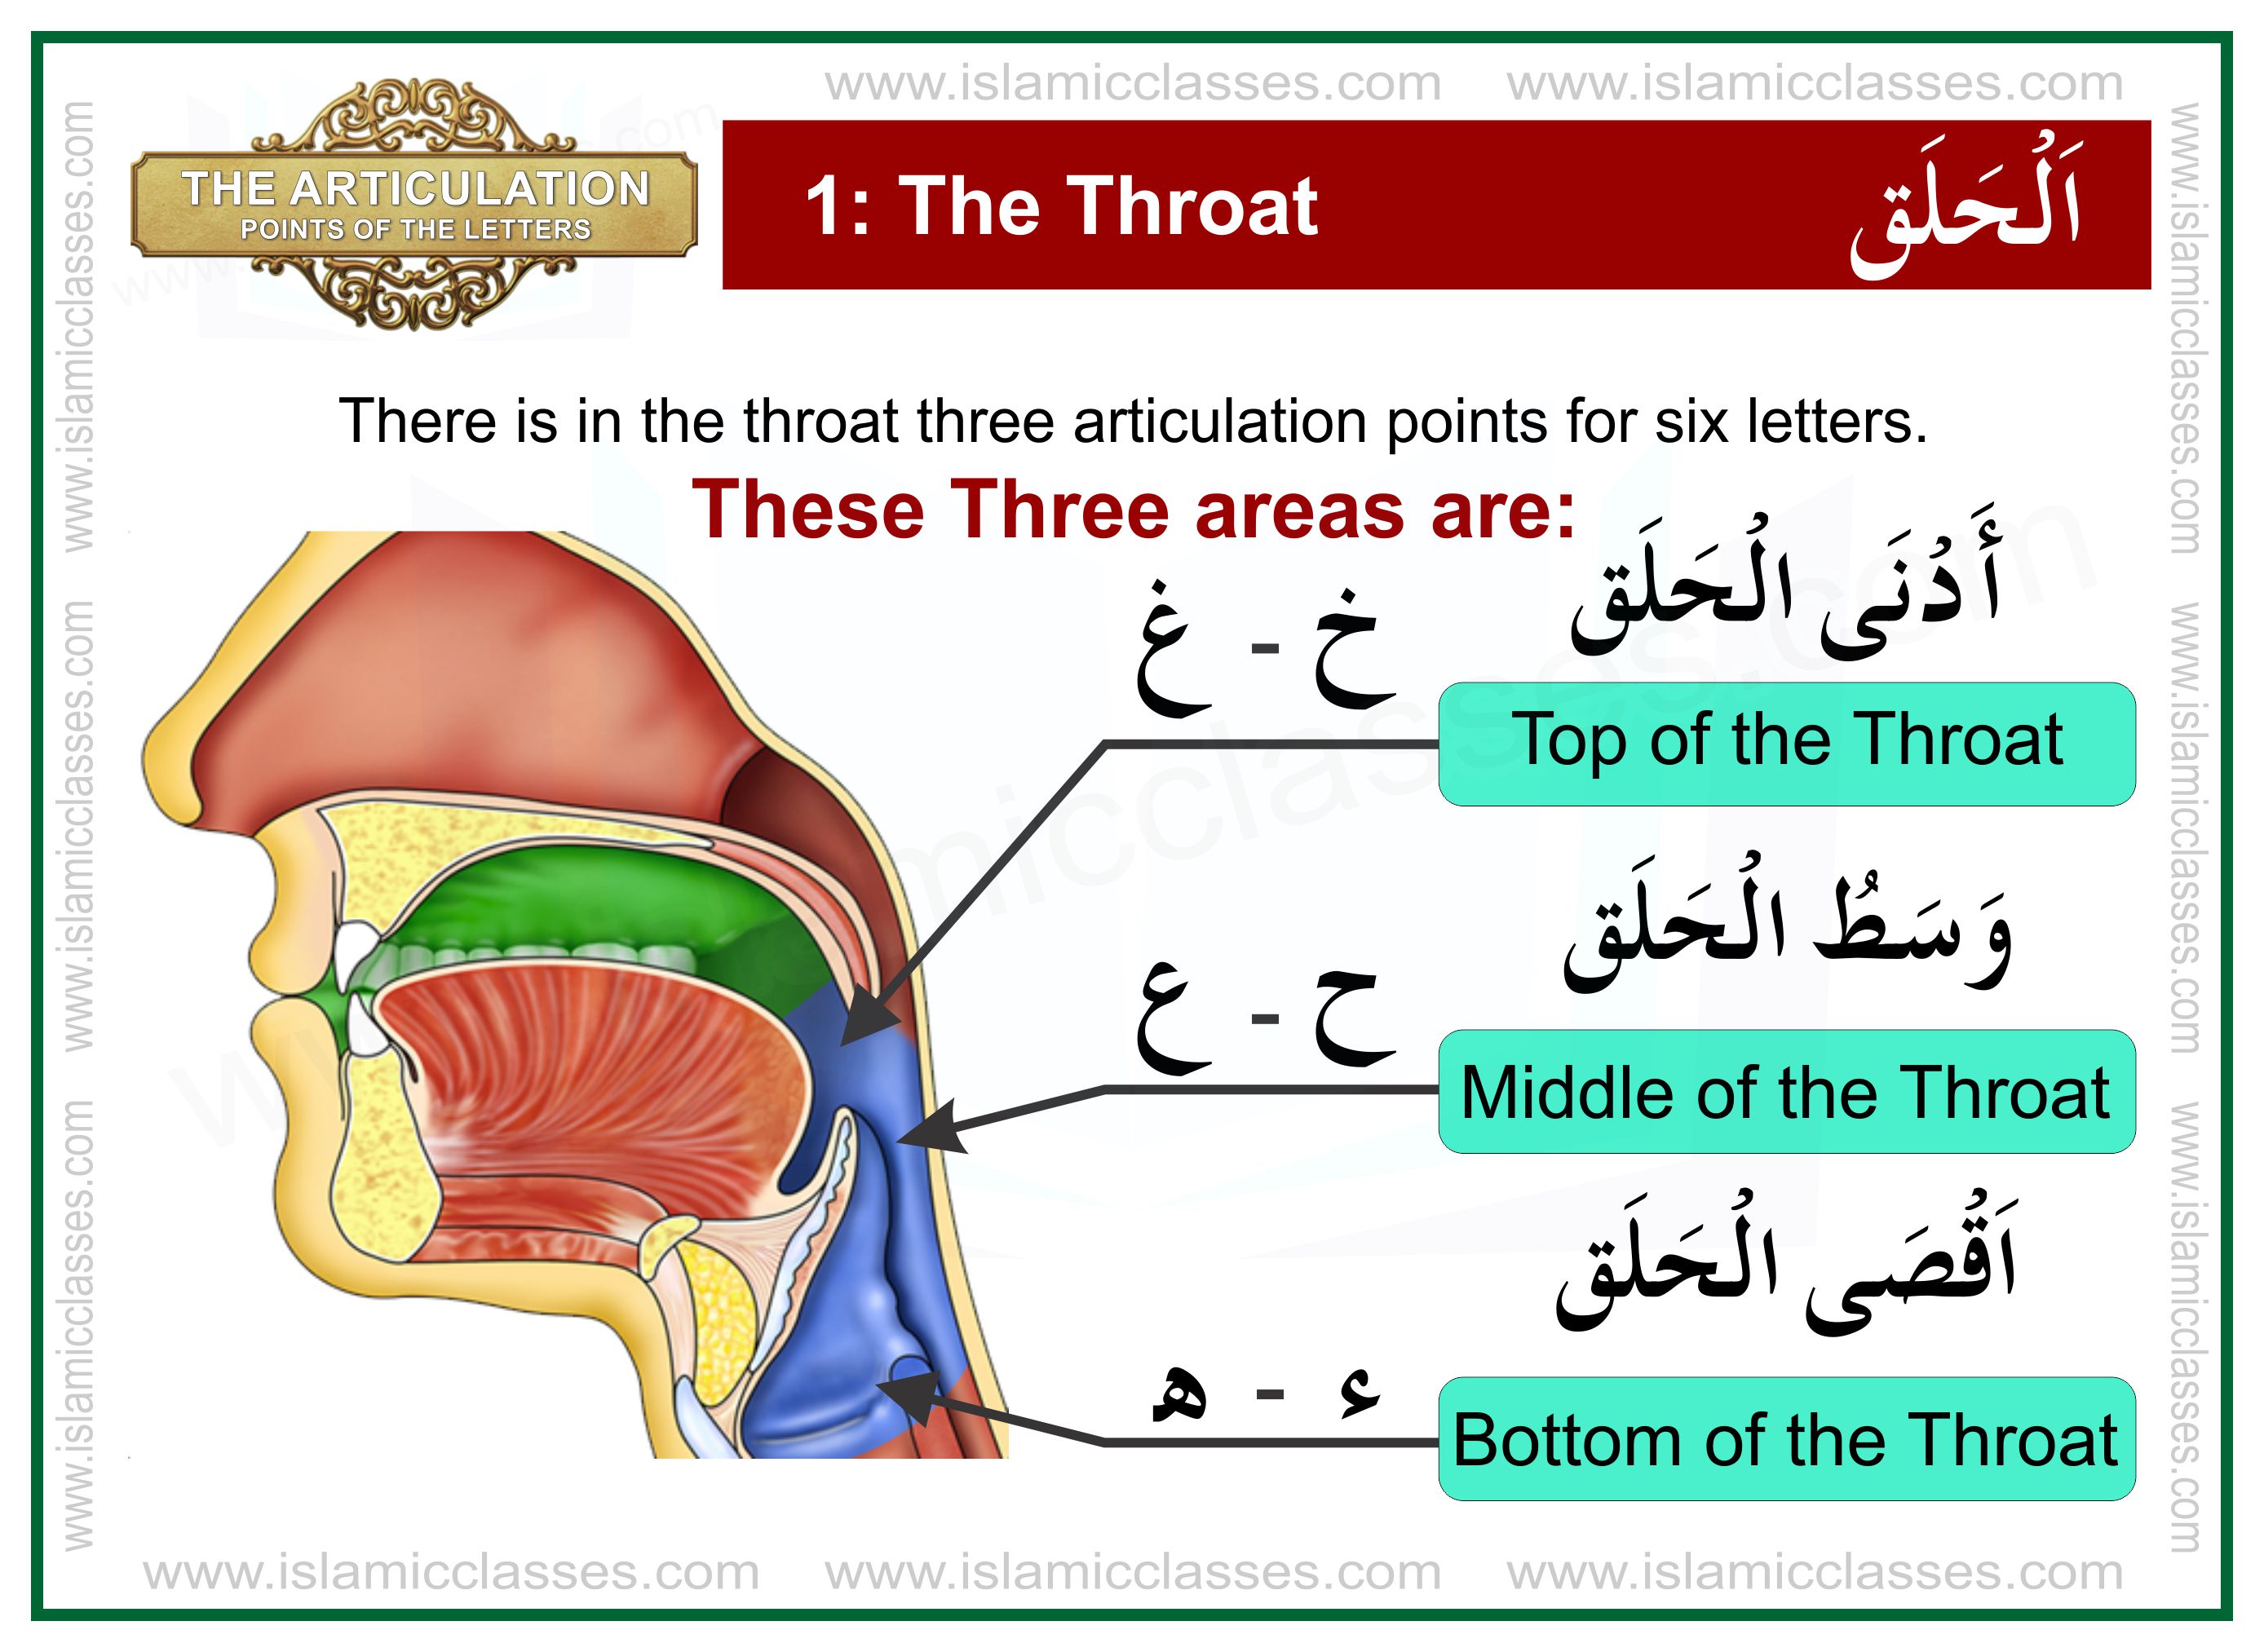 www.islamicclasses.com www.islamicclasses.com
THE ARTICULATION
POINTS OF THE LETTERS
1: The Throat
اَلْحَلَق
There is in the throat three articulation points for six letters.
These Three areas are:
أَدْنَى الْحَلَق
خ - غ
Top of the Throat
وَسَطُ الْحَلَق
ح - ع
Middle of the Throat
اَقْصَى الْحَلَق
ء - ه
Bottom of the Throat
www.islamicclasses.com www.islamicclasses.com www.islamicclasses.com
www.islamicclasses.com www.islamicclasses.com www.islamicclasses.com
www.islamicclasses.com www.islamicclasses.com www.islamicclasses.com